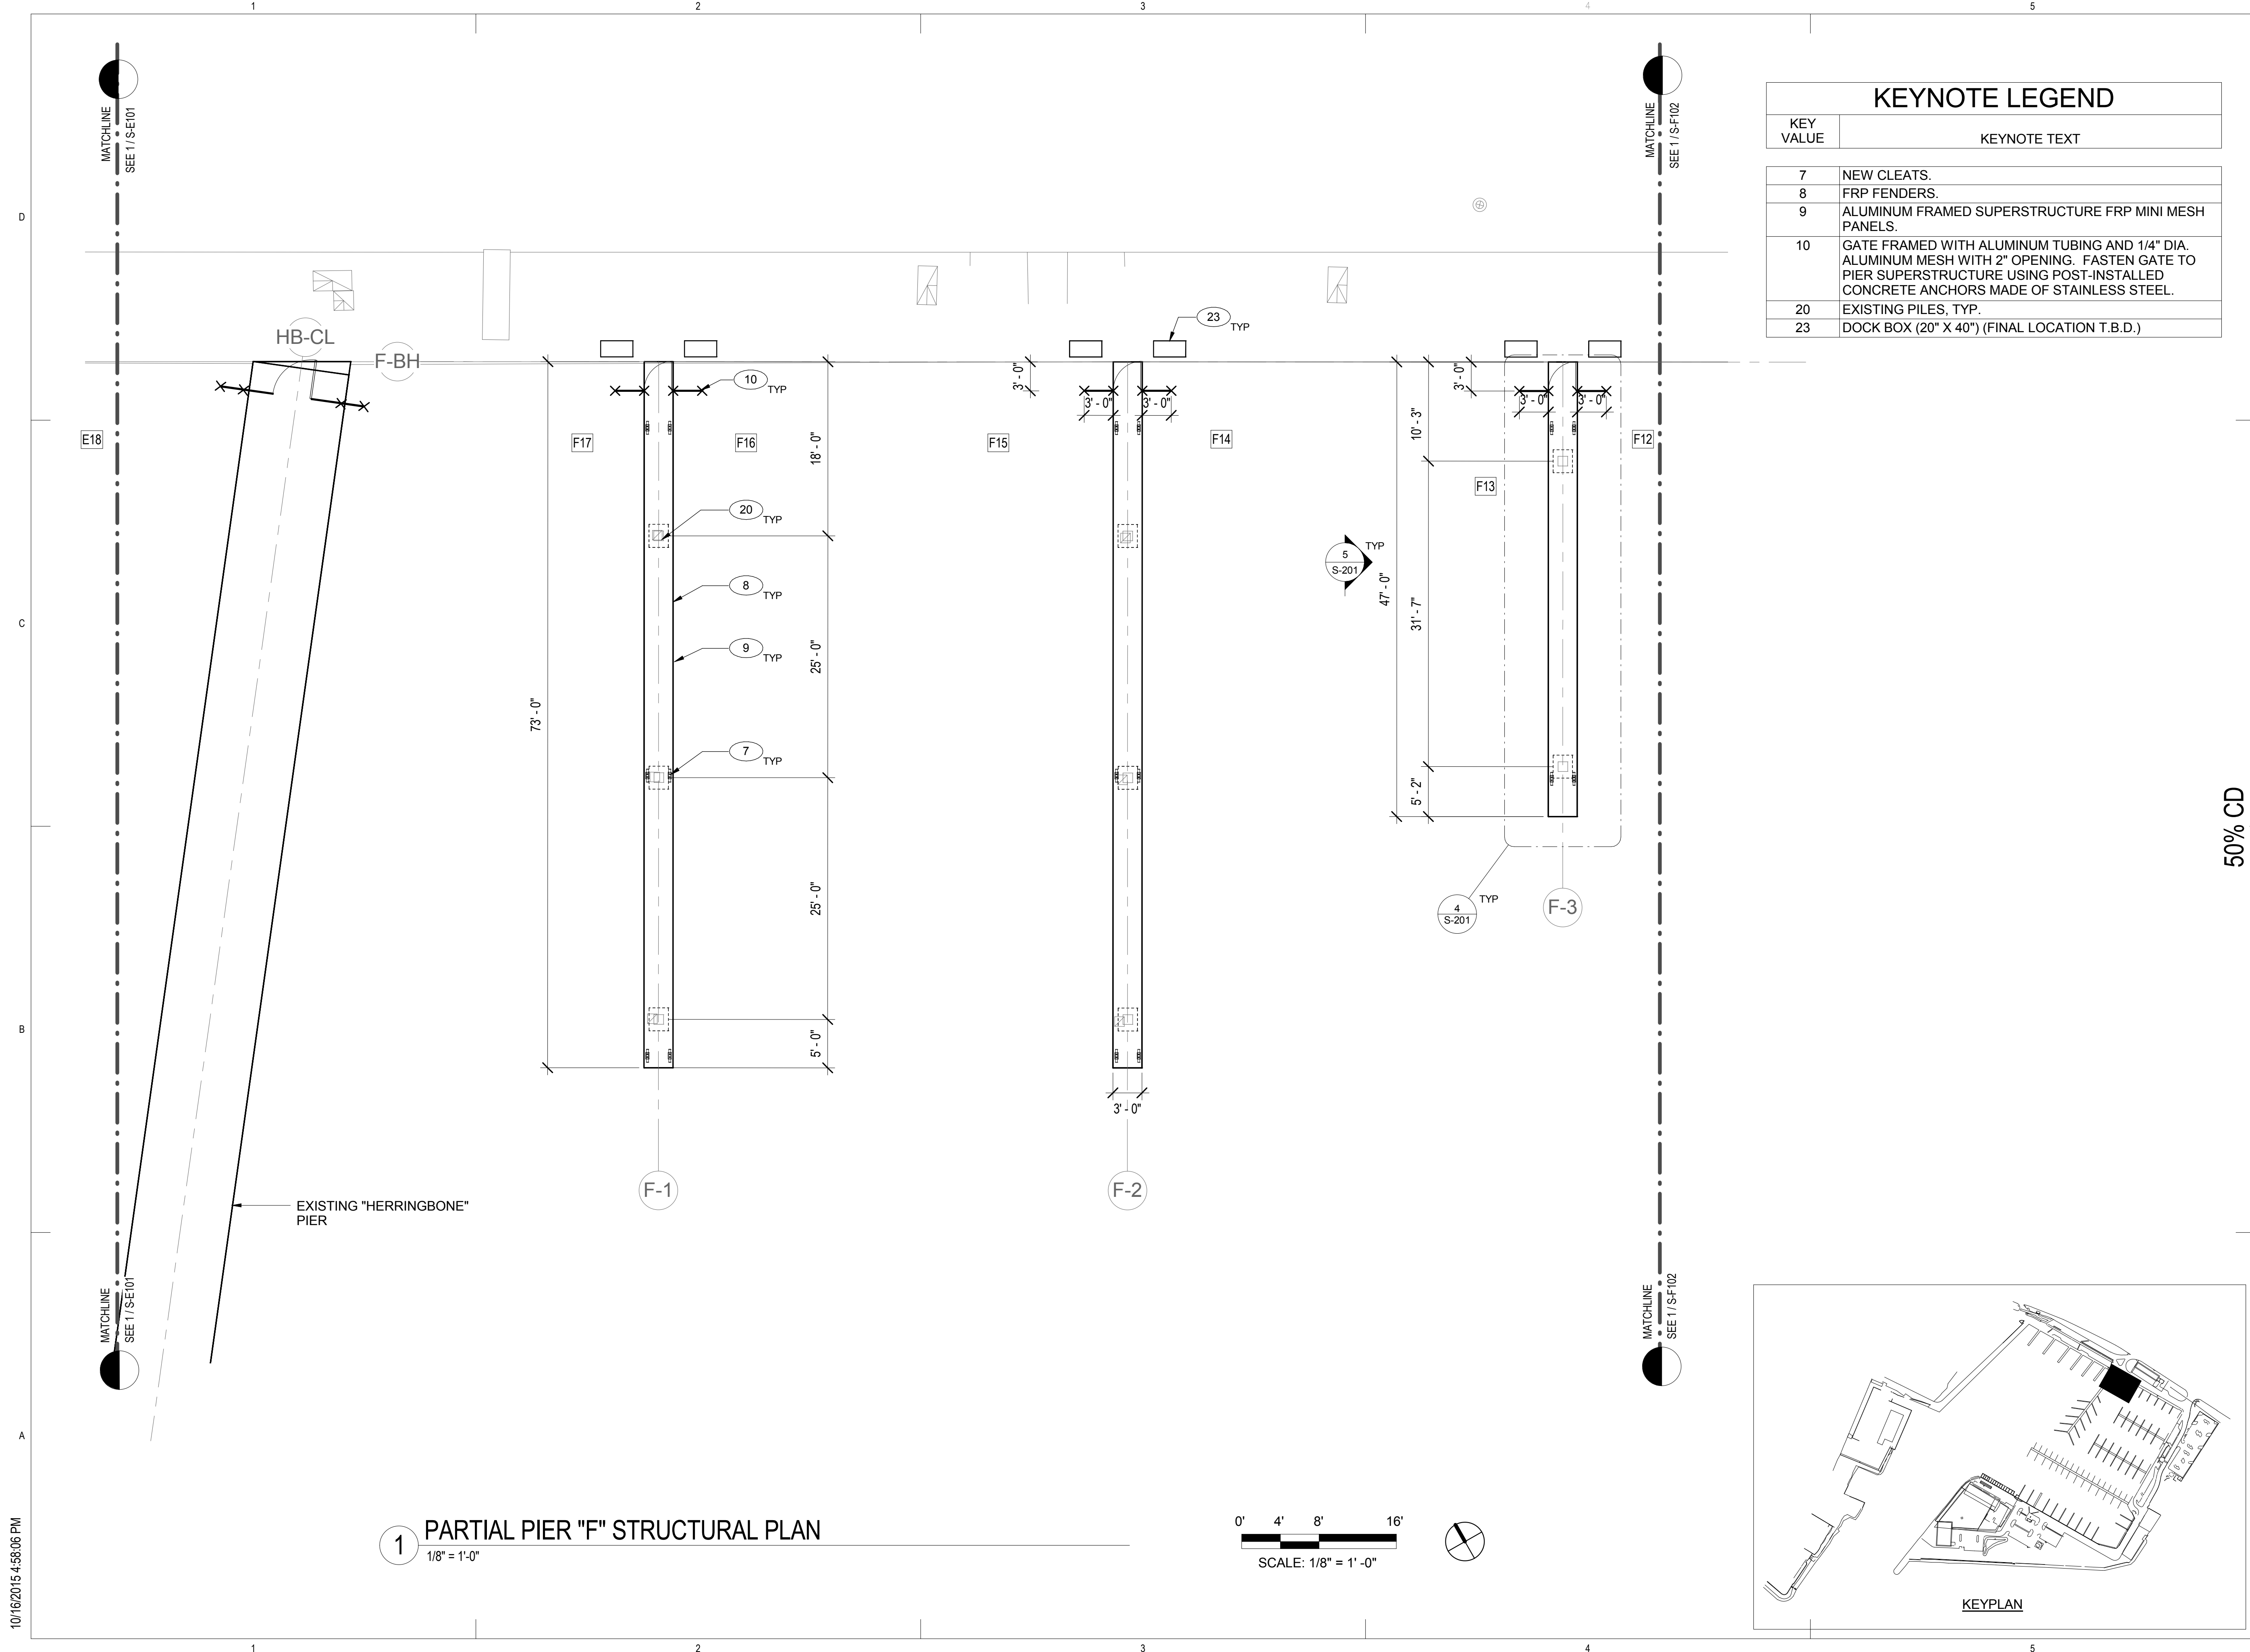 1
2
3
4
5
MATCHLINE
SEE 1 / S-E101
MATCHLINE
SEE 1 / S-F102
KEYNOTE LEGEND
KEY
VALUE
KEYNOTE TEXT
7 NEW CLEATS.
8 FRP FENDERS.
9 ALUMINUM FRAMED SUPERSTRUCTURE FRP MINI MESH
PANELS.
10 GATE FRAMED WITH ALUMINUM TUBING AND 1/4" DIA.
ALUMINUM MESH WITH 2" OPENING. FASTEN GATE TO
PIER SUPERSTRUCTURE USING POST-INSTALLED
CONCRETE ANCHORS MADE OF STAINLESS STEEL.
20 EXISTING PILES, TYP.
23 DOCK BOX (20" X 40") (FINAL LOCATION T.B.D.)
D
C
B
A
HB-CL
F-BH
23
TYP
10
TYP
3' - 0"
3' - 0"
3' - 0"
3' - 0"
3' - 0"
3' - 0"
E18
F17
F16
F15
F14
F13
F12
18' - 0"
10' - 3"
20
TYP
5
S-201
TYP
8
TYP
47' - 0"
31' - 7"
9
TYP
25' - 0"
73' - 0"
7
TYP
5' - 2"
25' - 0"
4
S-201
TYP
F-3
5' - 0"
3' - 0"
F-1
F-2
EXISTING "HERRINGBONE"
PIER
MATCHLINE
SEE 1 / S-E101
MATCHLINE
SEE 1 / S-F102
50% CD
1
PARTIAL PIER "F" STRUCTURAL PLAN
1/8" = 1'-0"
0' 4' 8' 16'
SCALE: 1/8" = 1' -0"
KEYPLAN
10/16/2015 4:58:06 PM
1
2
3
4
5